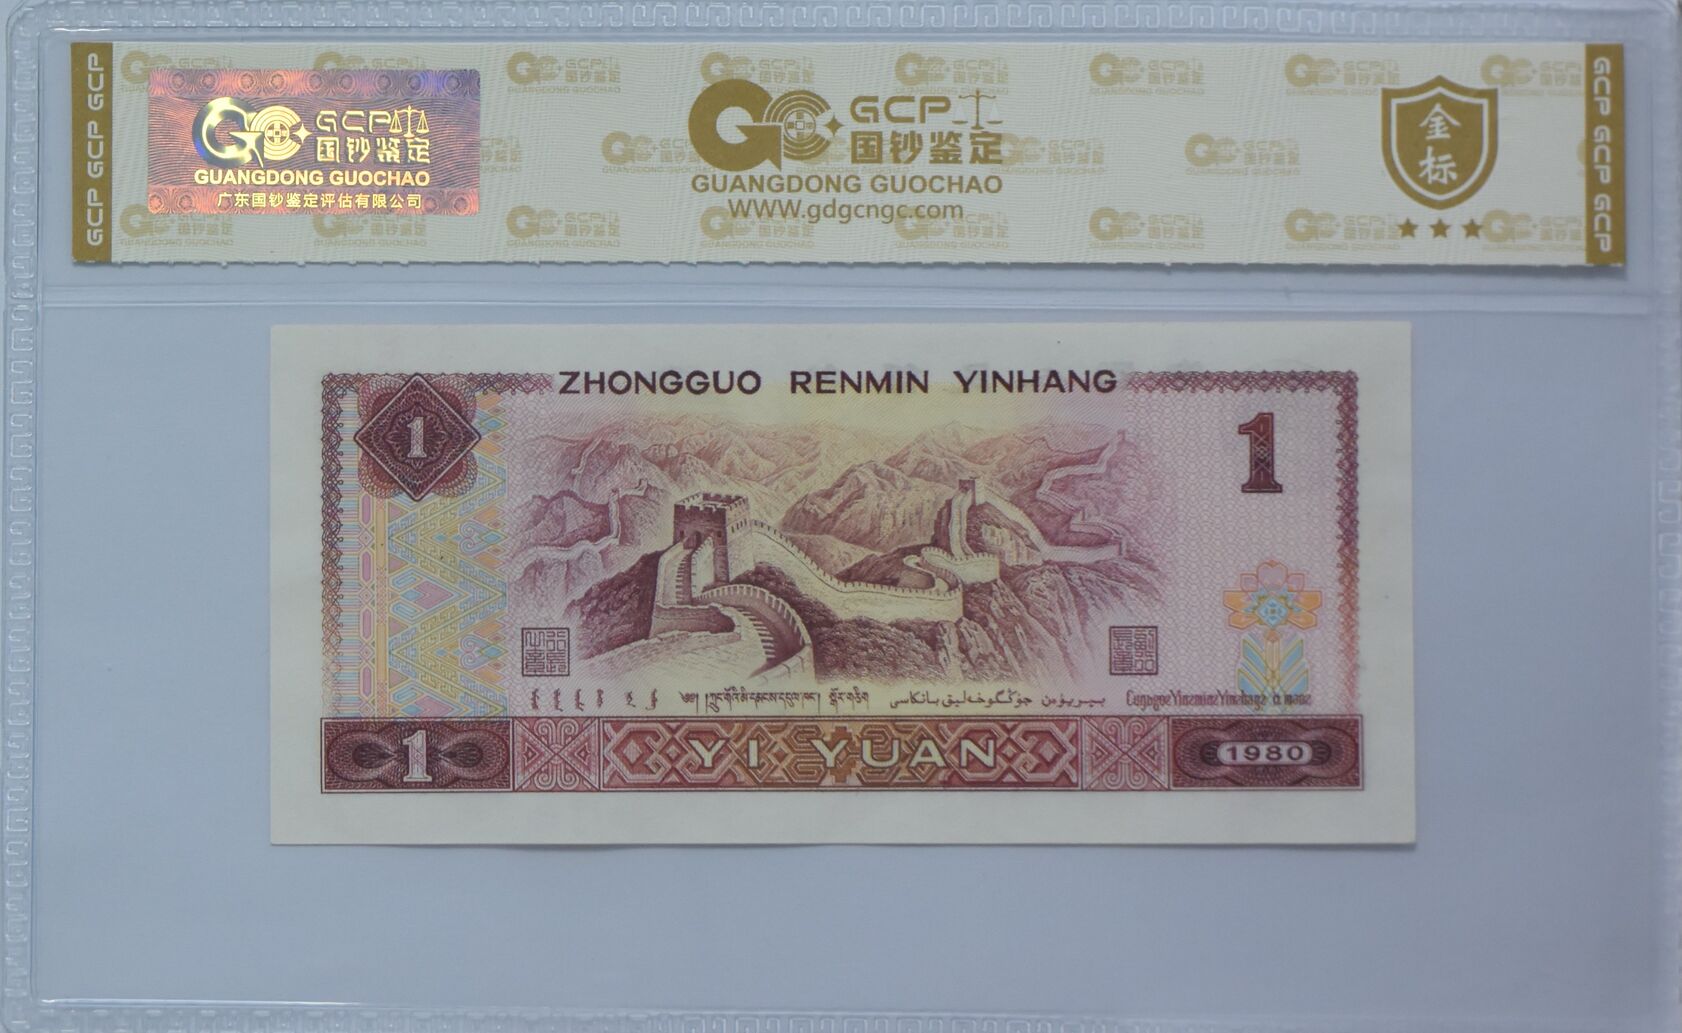 GCP GCP GCP
GCP
国钞鉴定
GUANGDONG GUOCHAO
广东国钞鉴定评估有限公司
GCP
国钞鉴定
GUANGDONG GUOCHAO
WWW.gdgcngc.com
金标
GCP GCP GCP
ZHONGGUO RENMIN YINHANG
1
1
1
YI YUAN
1980